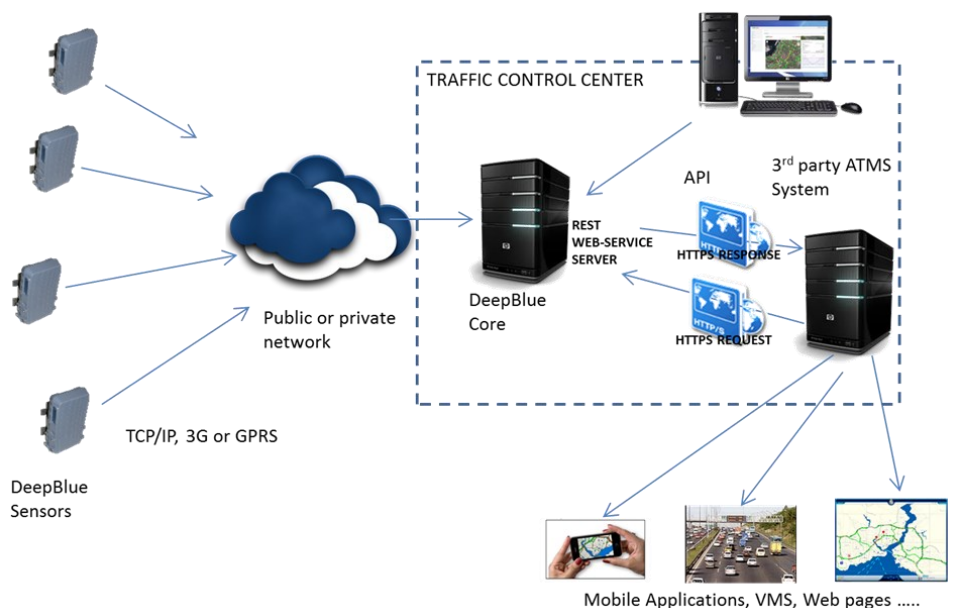 TRAFFIC CONTROL CENTER
3rd party ATMS
System
API
REST
WEB-SERVICE
SERVER
HTTPS RESPONSE
DeepBlue
Core
HTTP/S
HTTPS REQUEST
Public or private
network
TCP/IP, 3G or GPRS
DeepBlue
Sensors
Mobile Applications, VMS, Web pages .....